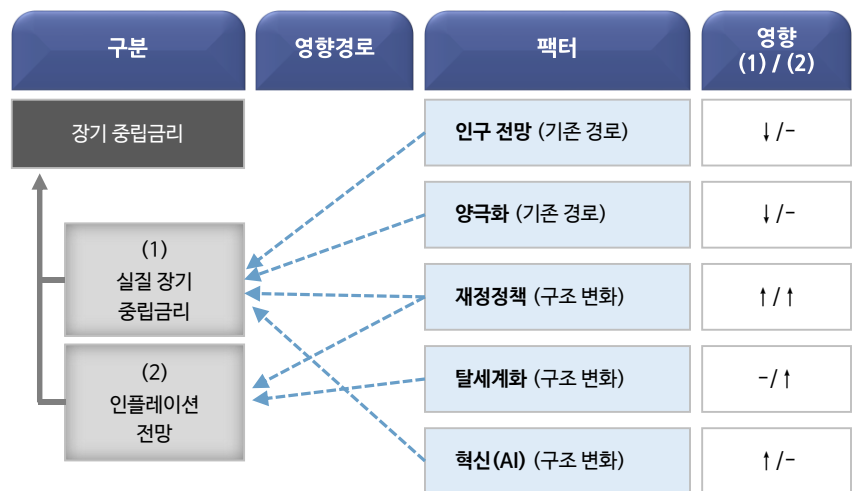 구분
영향경로
팩터
영향
(1) / (2)
장기 중립금리
인구 전망 (기존 경로)
↓/-
양극화 (기존 경로)
↓/-
(1)
실질 장기
중립금리
재정정책 (구조 변화)
↑/↑
(2)
인플레이션
전망
탈세계화 (구조 변화)
-/↑
혁신(AI) (구조 변화)
↑/-